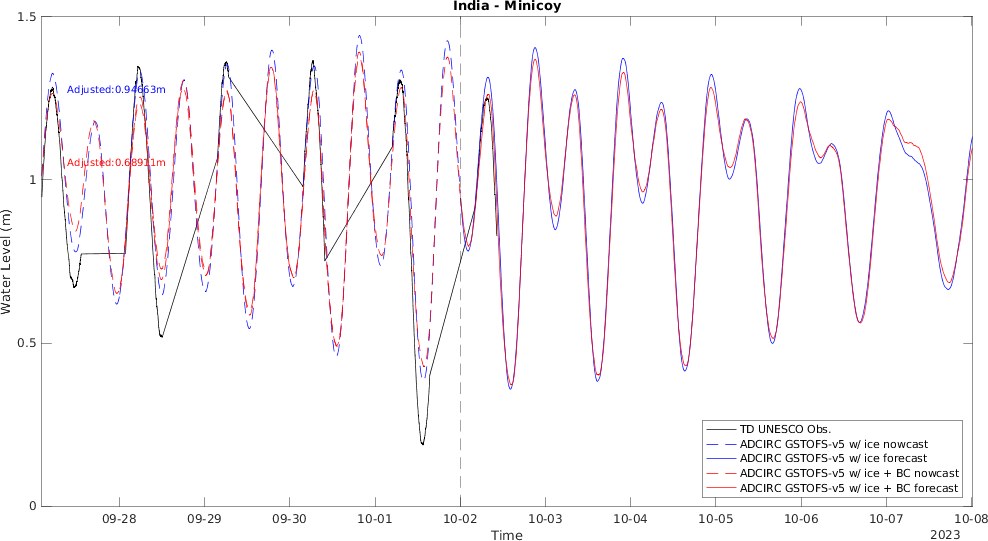 India - Minicoy
1.5
Adjusted:0.94663m
Adjusted:0.68911m
1
0.5
0
Water Level (m)
TD UNESCO Obs.
ADCIRC GSTOFS-v5 w/ ice nowcast
ADCIRC GSTOFS-v5 w/ ice forecast
ADCIRC GSTOFS-v5 w/ ice + BC nowcast
ADCIRC GSTOFS-v5 w/ ice + BC forecast
09-28 09-29 09-30 10-01 10-02 10-03 10-04 10-05 10-06 10-07 10-08
Time
2023